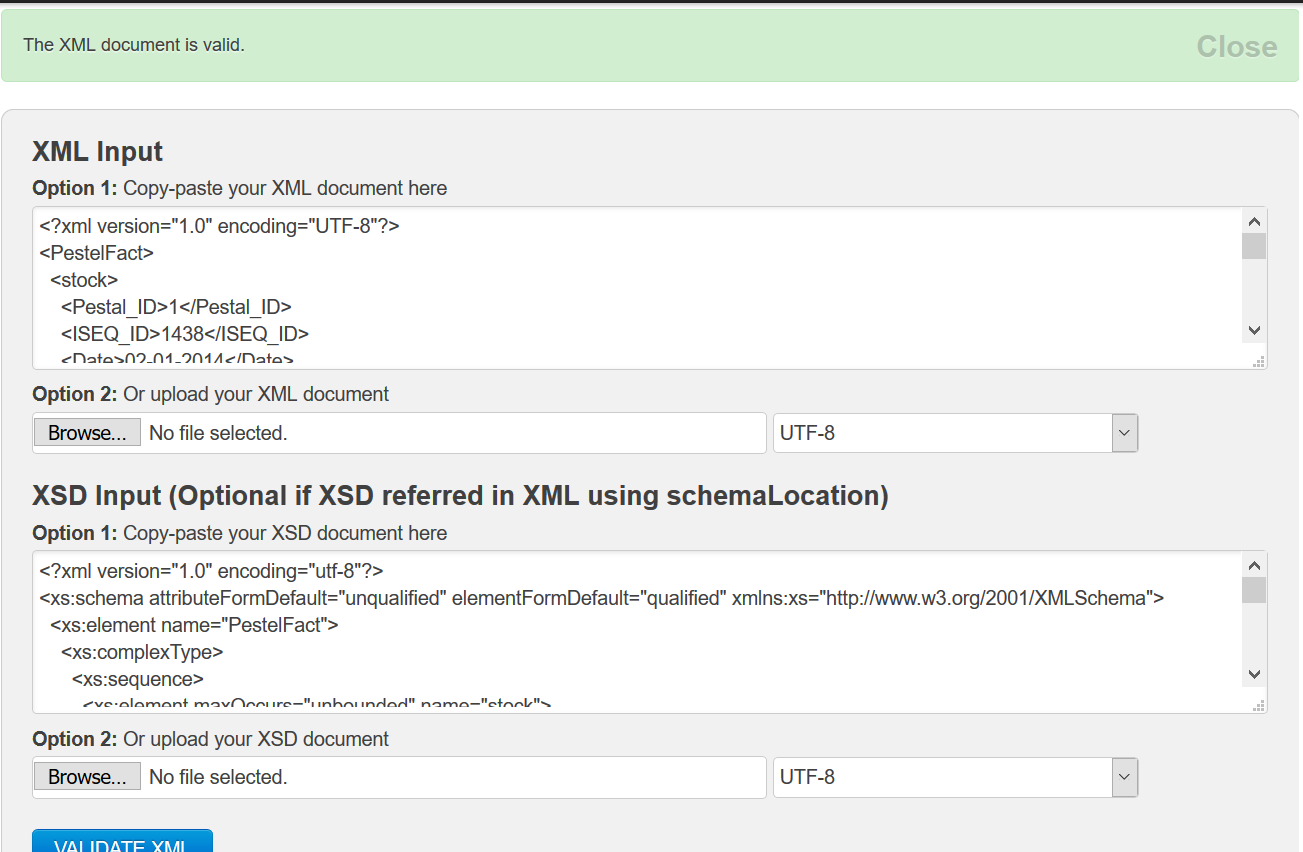 The XML document is valid.
Close
XML Input
Option 1: Copy-paste your XML document here
<?xml version="1.0" encoding="UTF-8"?>
<PestelFact>
<stock>
<Pestal_ID>1</Pestal_ID>
<ISEQ_ID>1438</ISEQ_ID>
<Date>02-01-2014</Date>
Option 2: Or upload your XML document
Browse... No file selected.
UTF-8
XSD Input (Optional if XSD referred in XML using schemaLocation)
Option 1: Copy-paste your XSD document here
<?xml version="1.0" encoding="utf-8"?>
<xs:schema attributeFormDefault="unqualified" elementFormDefault="qualified" xmlns:xs="http://www.w3.org/2001/XMLSchema">
<xs:element name="PestelFact">
<xs:complexType>
<xs:sequence>
<xs:element maxOccurs="unbounded" name="stock">
Option 2: Or upload your XSD document
Browse... No file selected.
UTF-8
VALIDATE XML